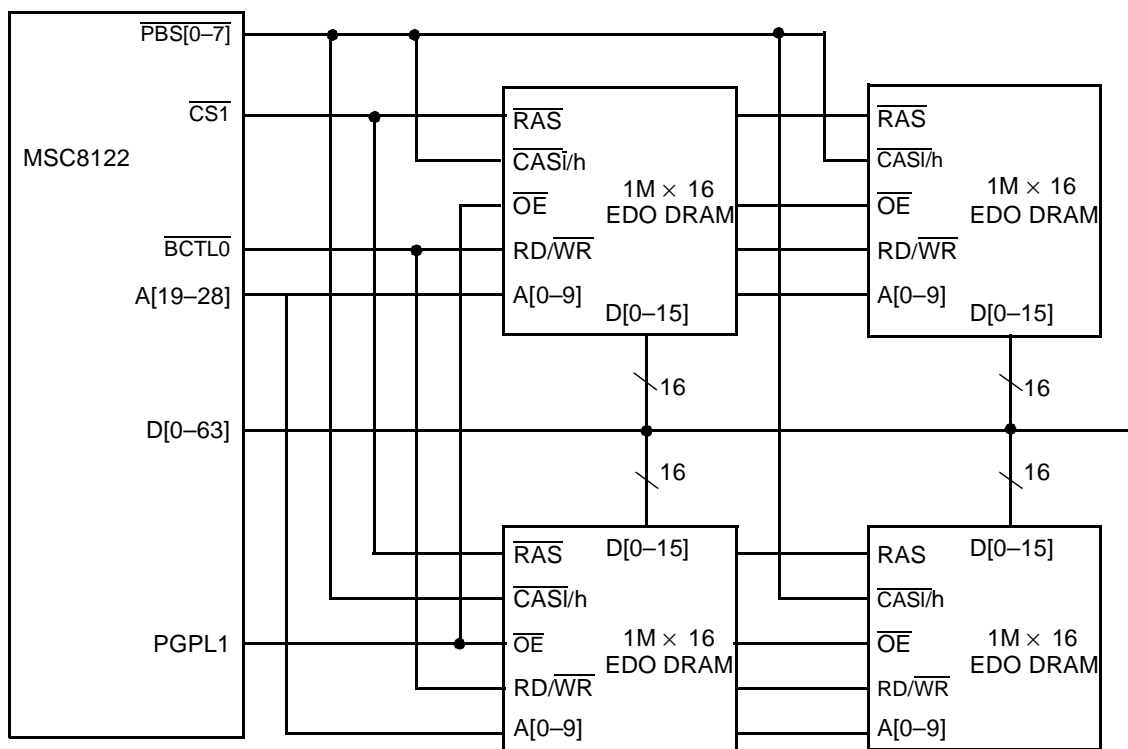 PBS[0–7]
CS1
MSC8122
BCTL0
A[19–28]
D[0–63]
PGPL1
RAS
CASl/h
OE
RD/WR
A[0–9]
1M × 16
EDO DRAM
D[0–15]
16
RAS
CASl/h
OE
RD/WR
A[0–9]
1M × 16
EDO DRAM
D[0–15]
16
16
RAS
CASl/h
OE
RD/WR
A[0–9]
D[0–15]
1M × 16
EDO DRAM
16
RAS
CASl/h
OE
RD/WR
A[0–9]
D[0–15]
1M × 16
EDO DRAM